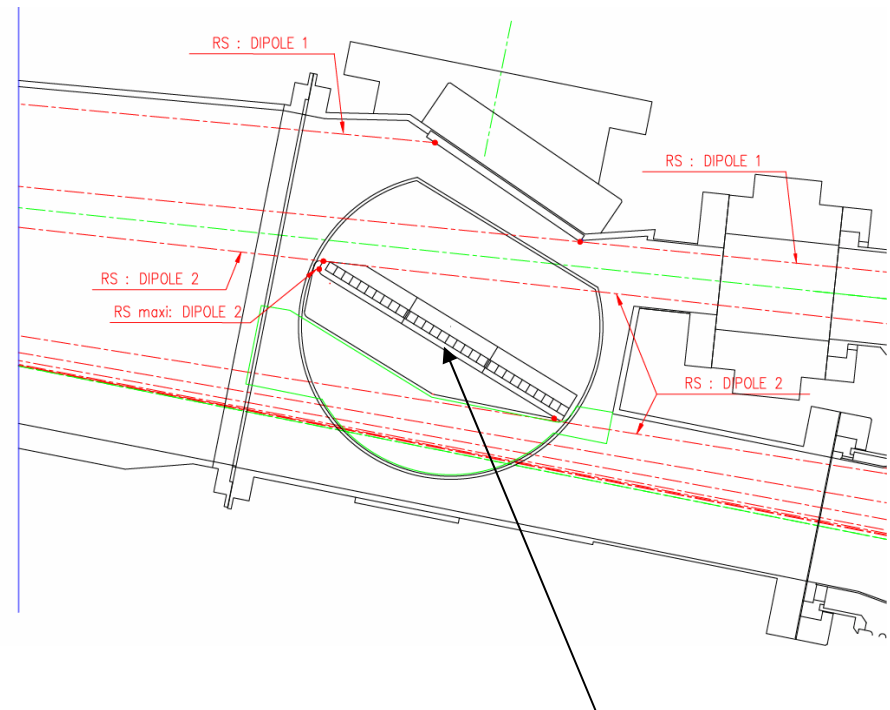 RS : DIPOLE 1
RS : DIPOLE 1
RS : DIPOLE 2
RS maxi: DIPOLE 2
RS : DIPOLE 2